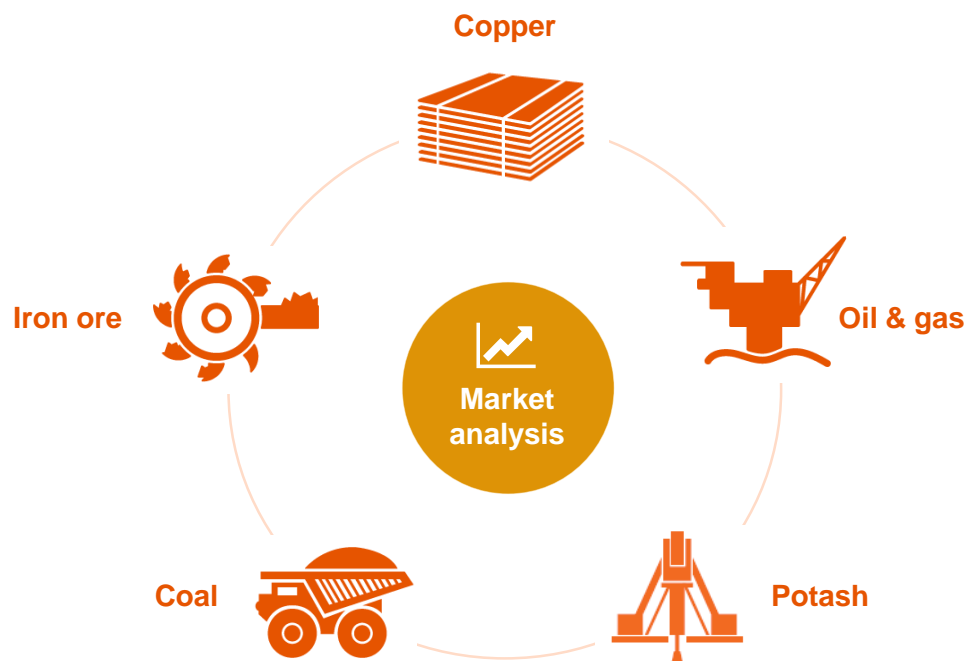 Copper
Iron ore
Oil & gas
Market
analysis
Coal
Potash